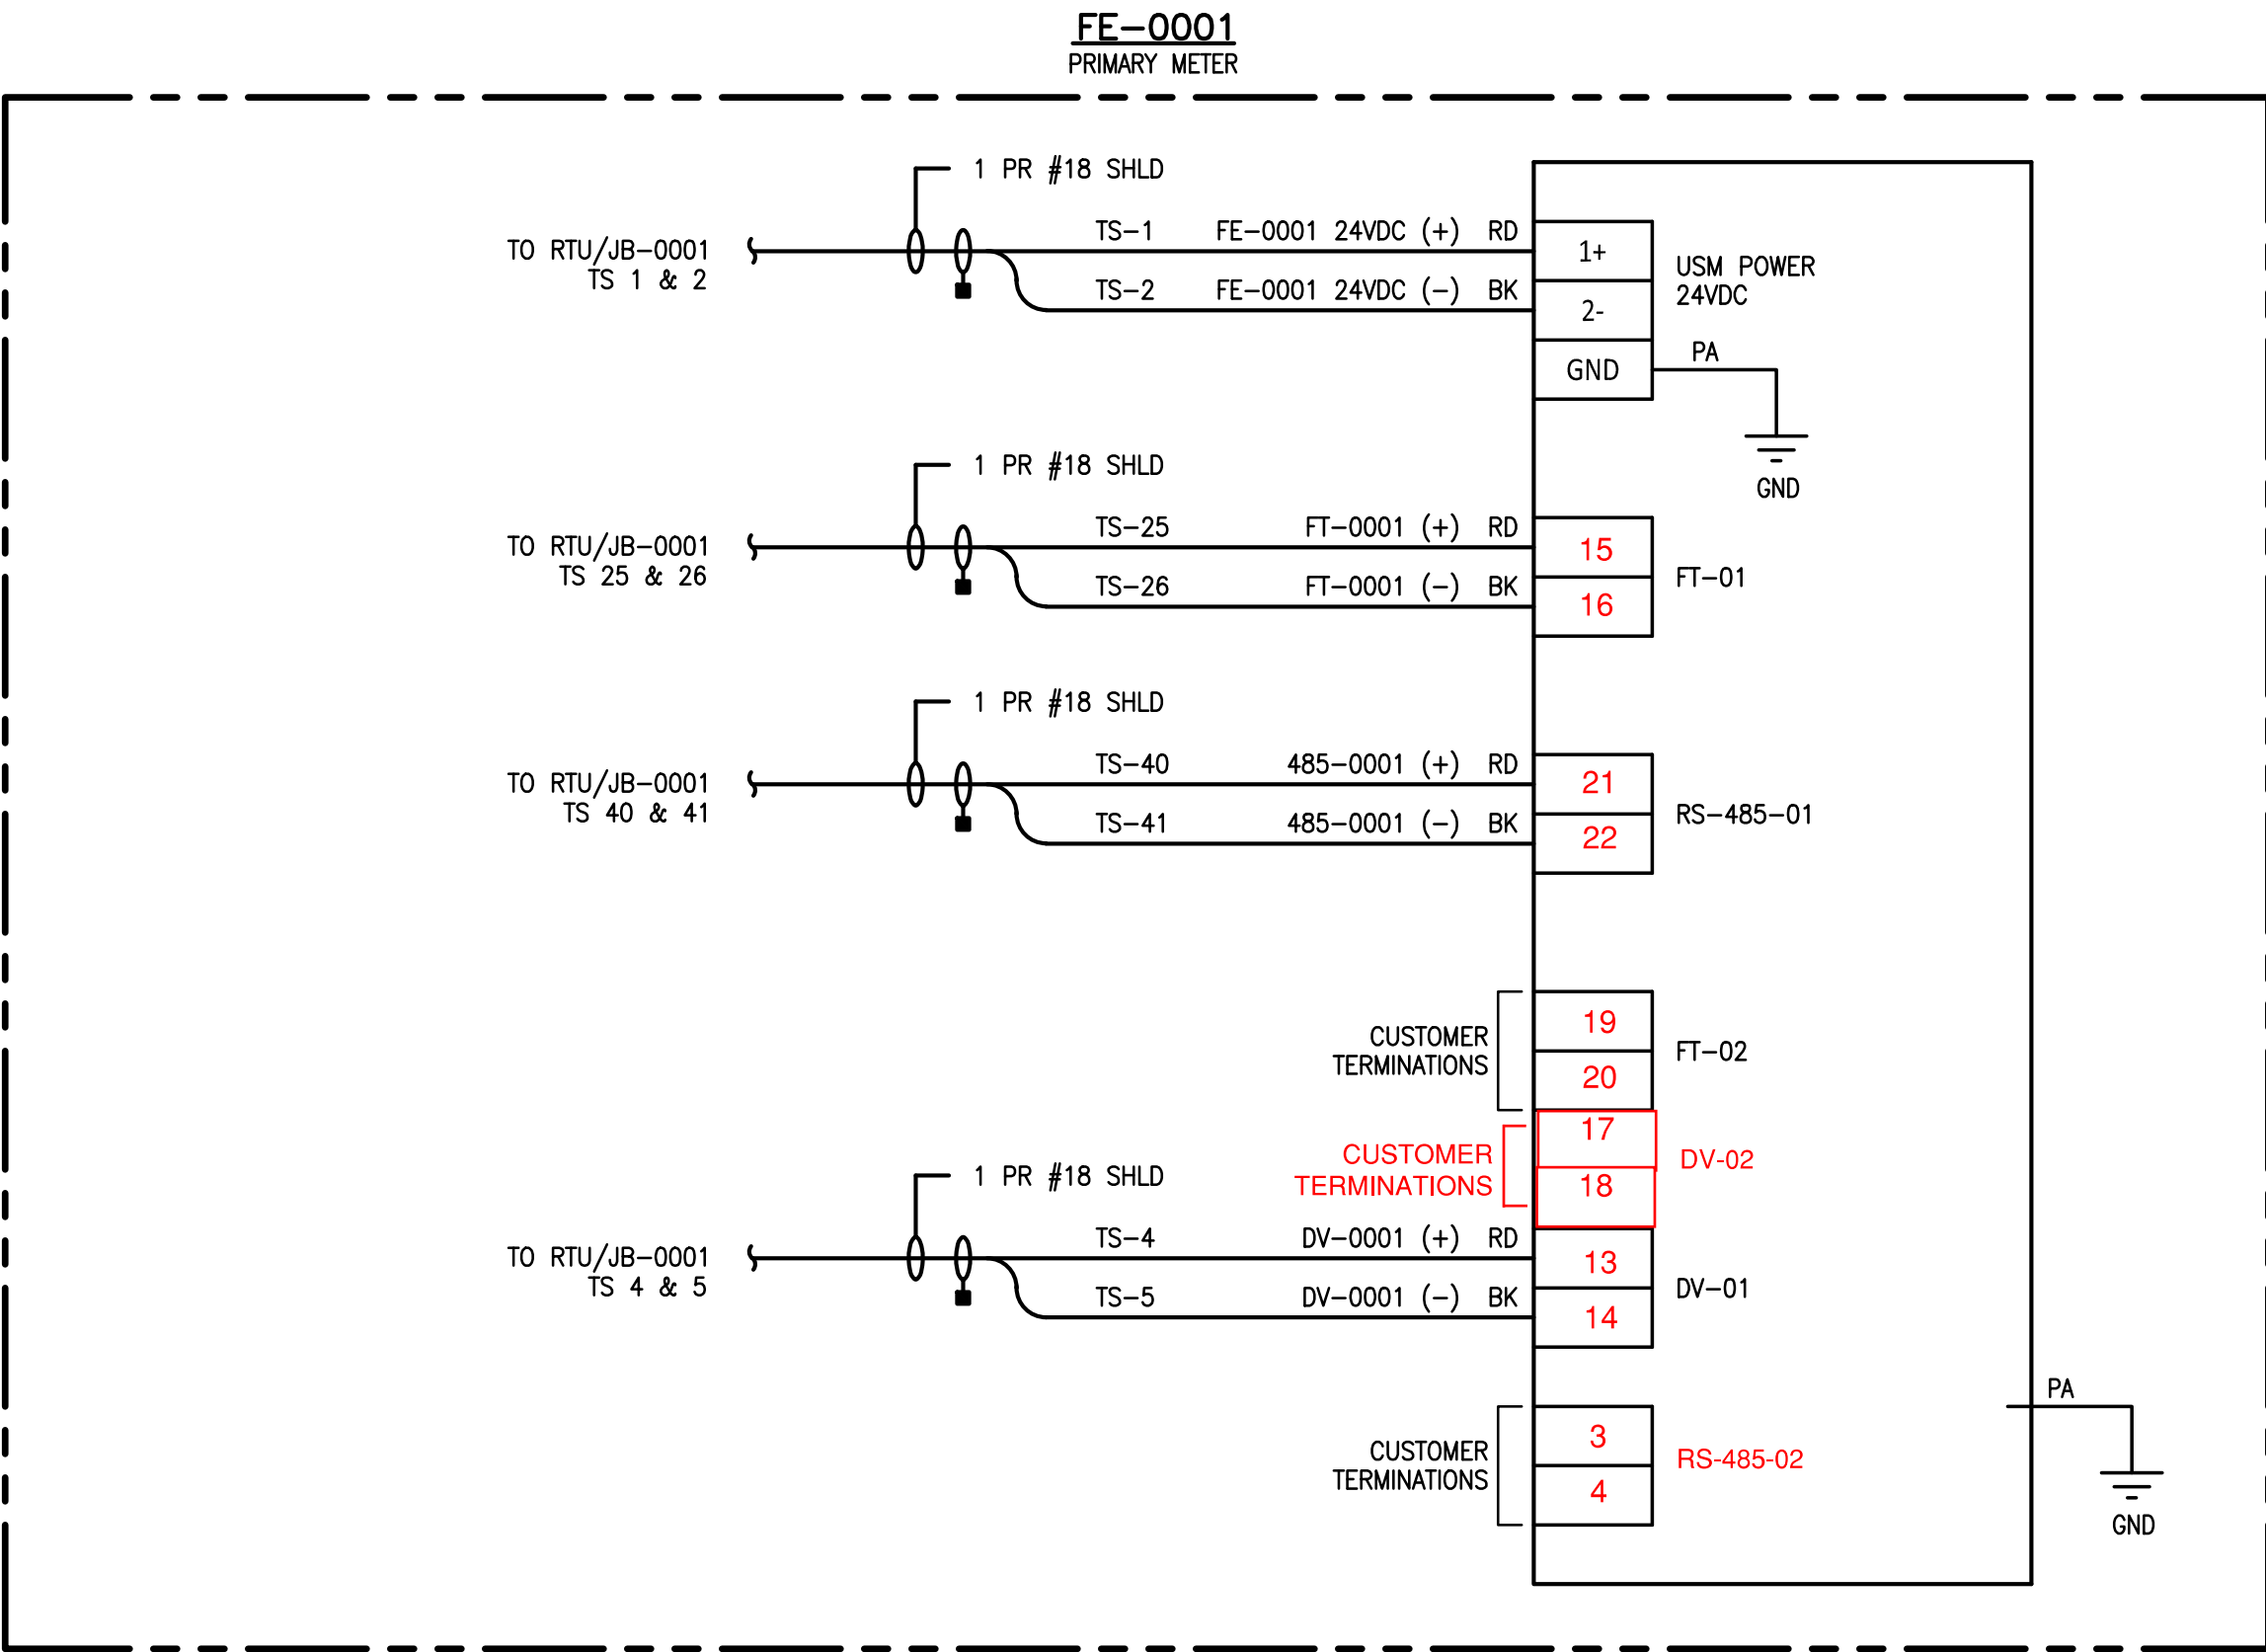 FE-0001
PRIMARY METER
1 PR #18 SHLD
TO RTU/JB-0001
TS 1 & 2
TS-1 FE-0001 24VDC (+) RD
TS-2 FE-0001 24VDC (-) BK
1+
2-
GND
USM POWER
24VDC
PA
GND
1 PR #18 SHLD
TO RTU/JB-0001
TS 25 & 26
TS-25 FT-0001 (+) RD
TS-26 FT-0001 (-) BK
15
16
FT-01
1 PR #18 SHLD
TO RTU/JB-0001
TS 40 & 41
TS-40 485-0001 (+) RD
TS-41 485-0001 (-) BK
21
22
RS-485-01
CUSTOMER
TERMINATIONS
19
20
FT-02
CUSTOMER
TERMINATIONS
17
18
DV-02
1 PR #18 SHLD
TO RTU/JB-0001
TS 4 & 5
TS-4 DV-0001 (+) RD
TS-5 DV-0001 (-) BK
13
14
DV-01
CUSTOMER
TERMINATIONS
3
4
RS-485-02
PA
GND